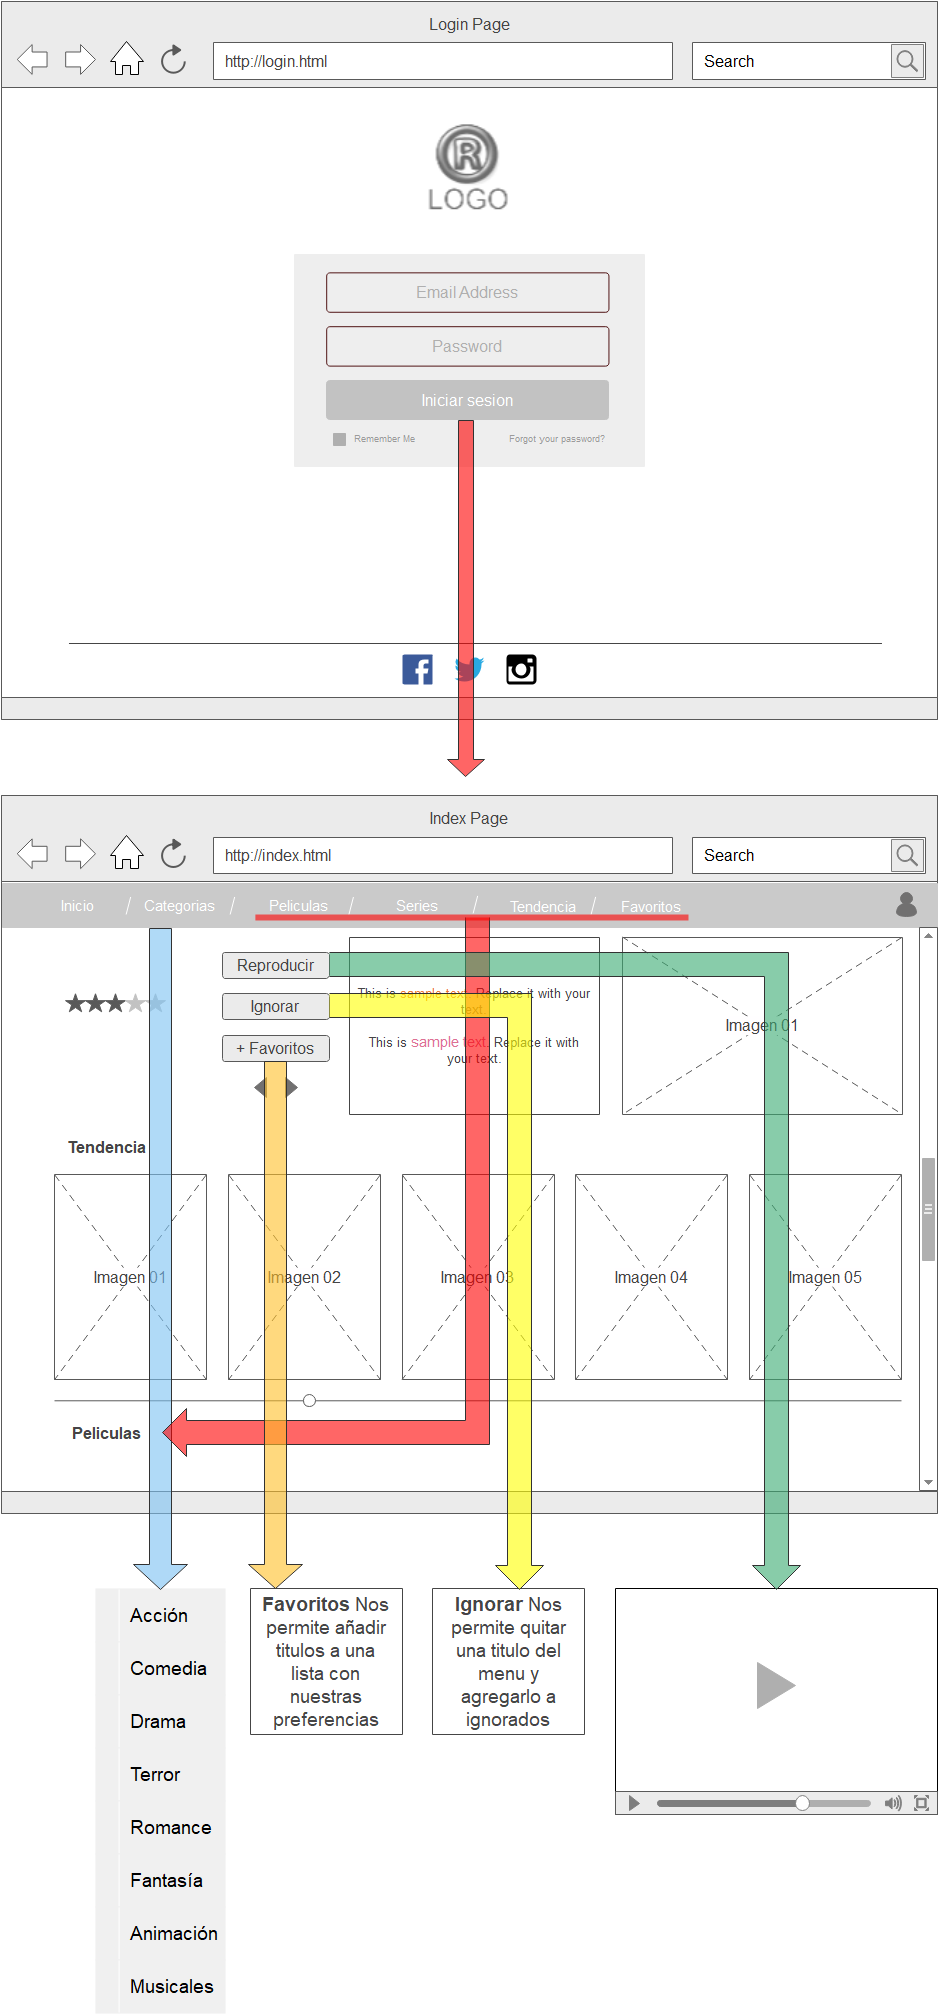 Login Page
http://login.html
Search
R
LOGO
Email Address
Password
Iniciar sesion
Remember Me
Forgot your password?
Index Page
http://index.html
Search
Inicio / Categorias / Peliculas / Series / Tendencia / Favoritos
Reproducir
Ignorar
+ Favoritos
This is sample text. Replace it with your
text.
This is sample text. Replace it with
your text.
Imagen 01
Tendencia
Imagen 01
Imagen 02
Imagen 03
Imagen 04
Imagen 05
Peliculas
Acción
Comedia
Drama
Terror
Romance
Fantasía
Animación
Musicales
Favoritos Nos
permite añadir
titulos a una
lista con
nuestras
preferencias
Ignorar Nos
permite quitar
una titulo del
menu y
agregarlo a
ignorados